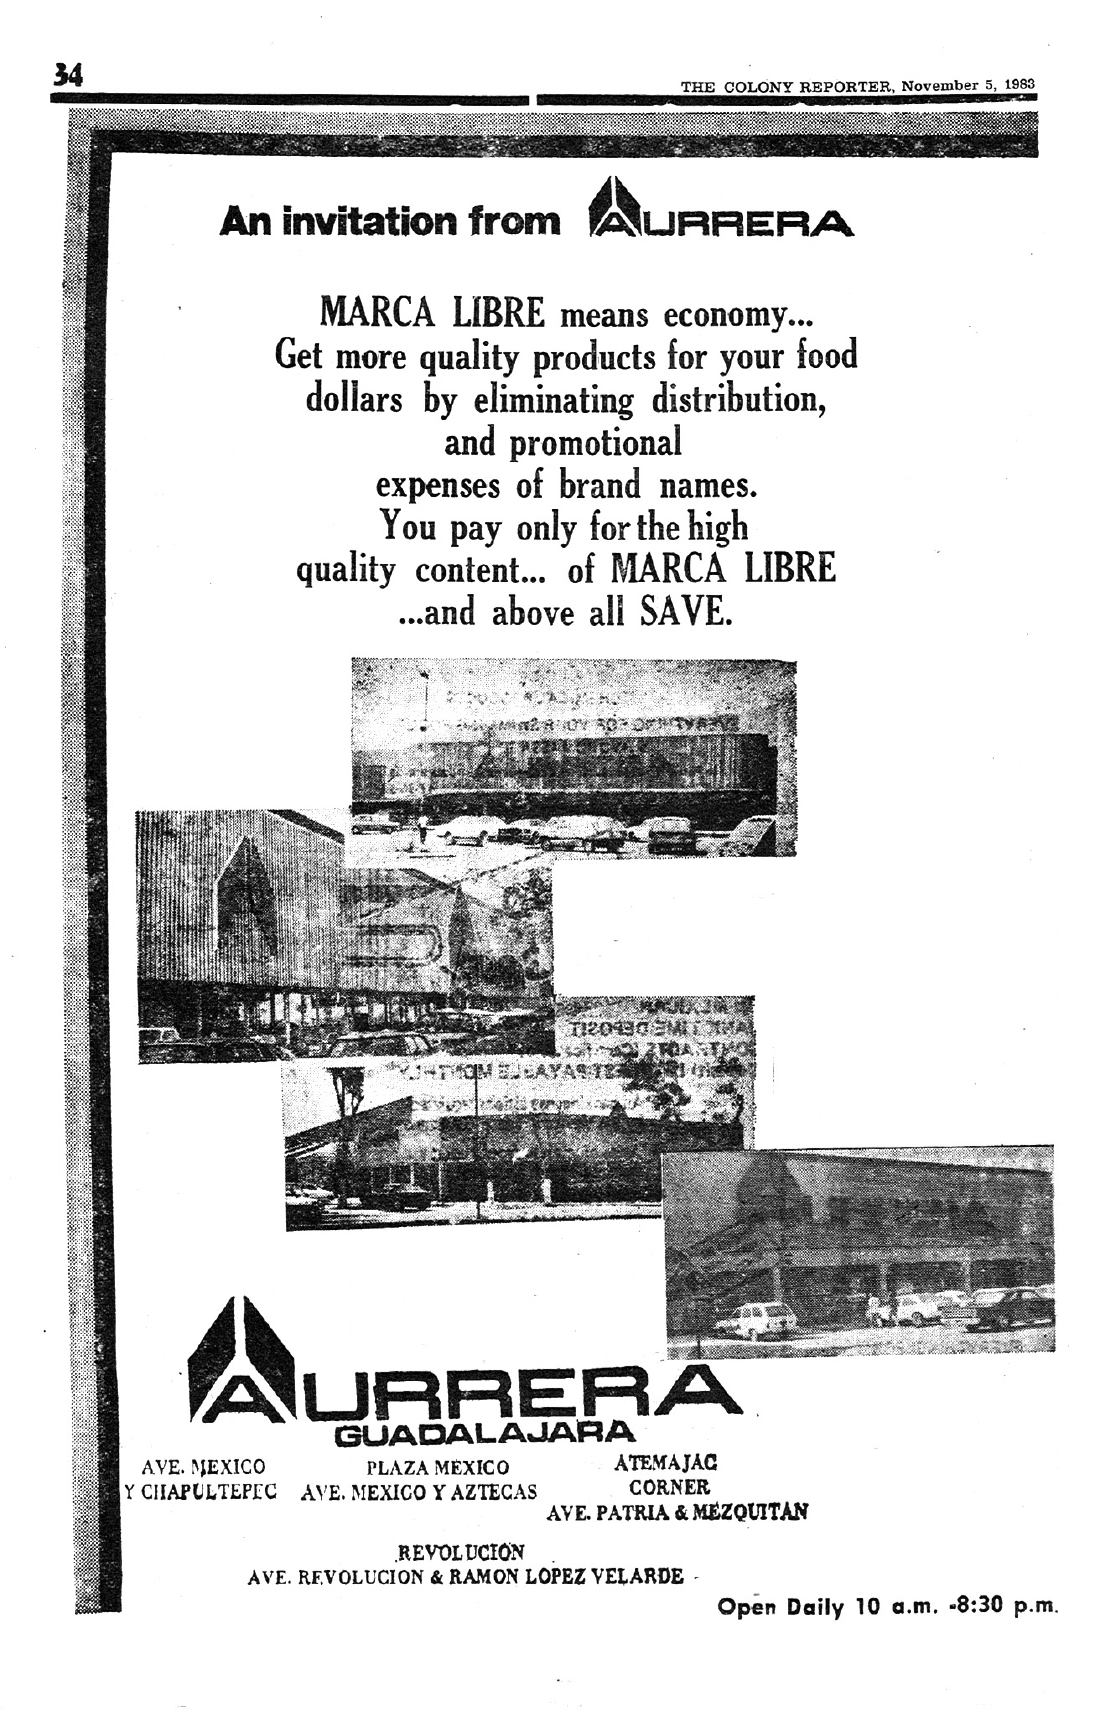 34
THE COLONY REPORTER, November 5, 1983
An invitation from AURRERA
MARCA LIBRE means economy...
Get more quality products for your food
dollars by eliminating distribution,
and promotional
expenses of brand names.
You pay only for the high
quality content... of MARCA LIBRE
...and above all SAVE.
AURRERA
GUADALAJARA
AVE. MEXICO
Y CHAPULTEPEC
PLAZA MEXICO
AVE. MEXICO Y AZTECAS
ATEMAJAC
CORNER
AVE. PATRIA & MEZQUITAN
REVOLUCIÓN
AVE. REVOLUCION & RAMON LOPEZ VELARDE
Open Daily 10 a.m. -8:30 p.m.